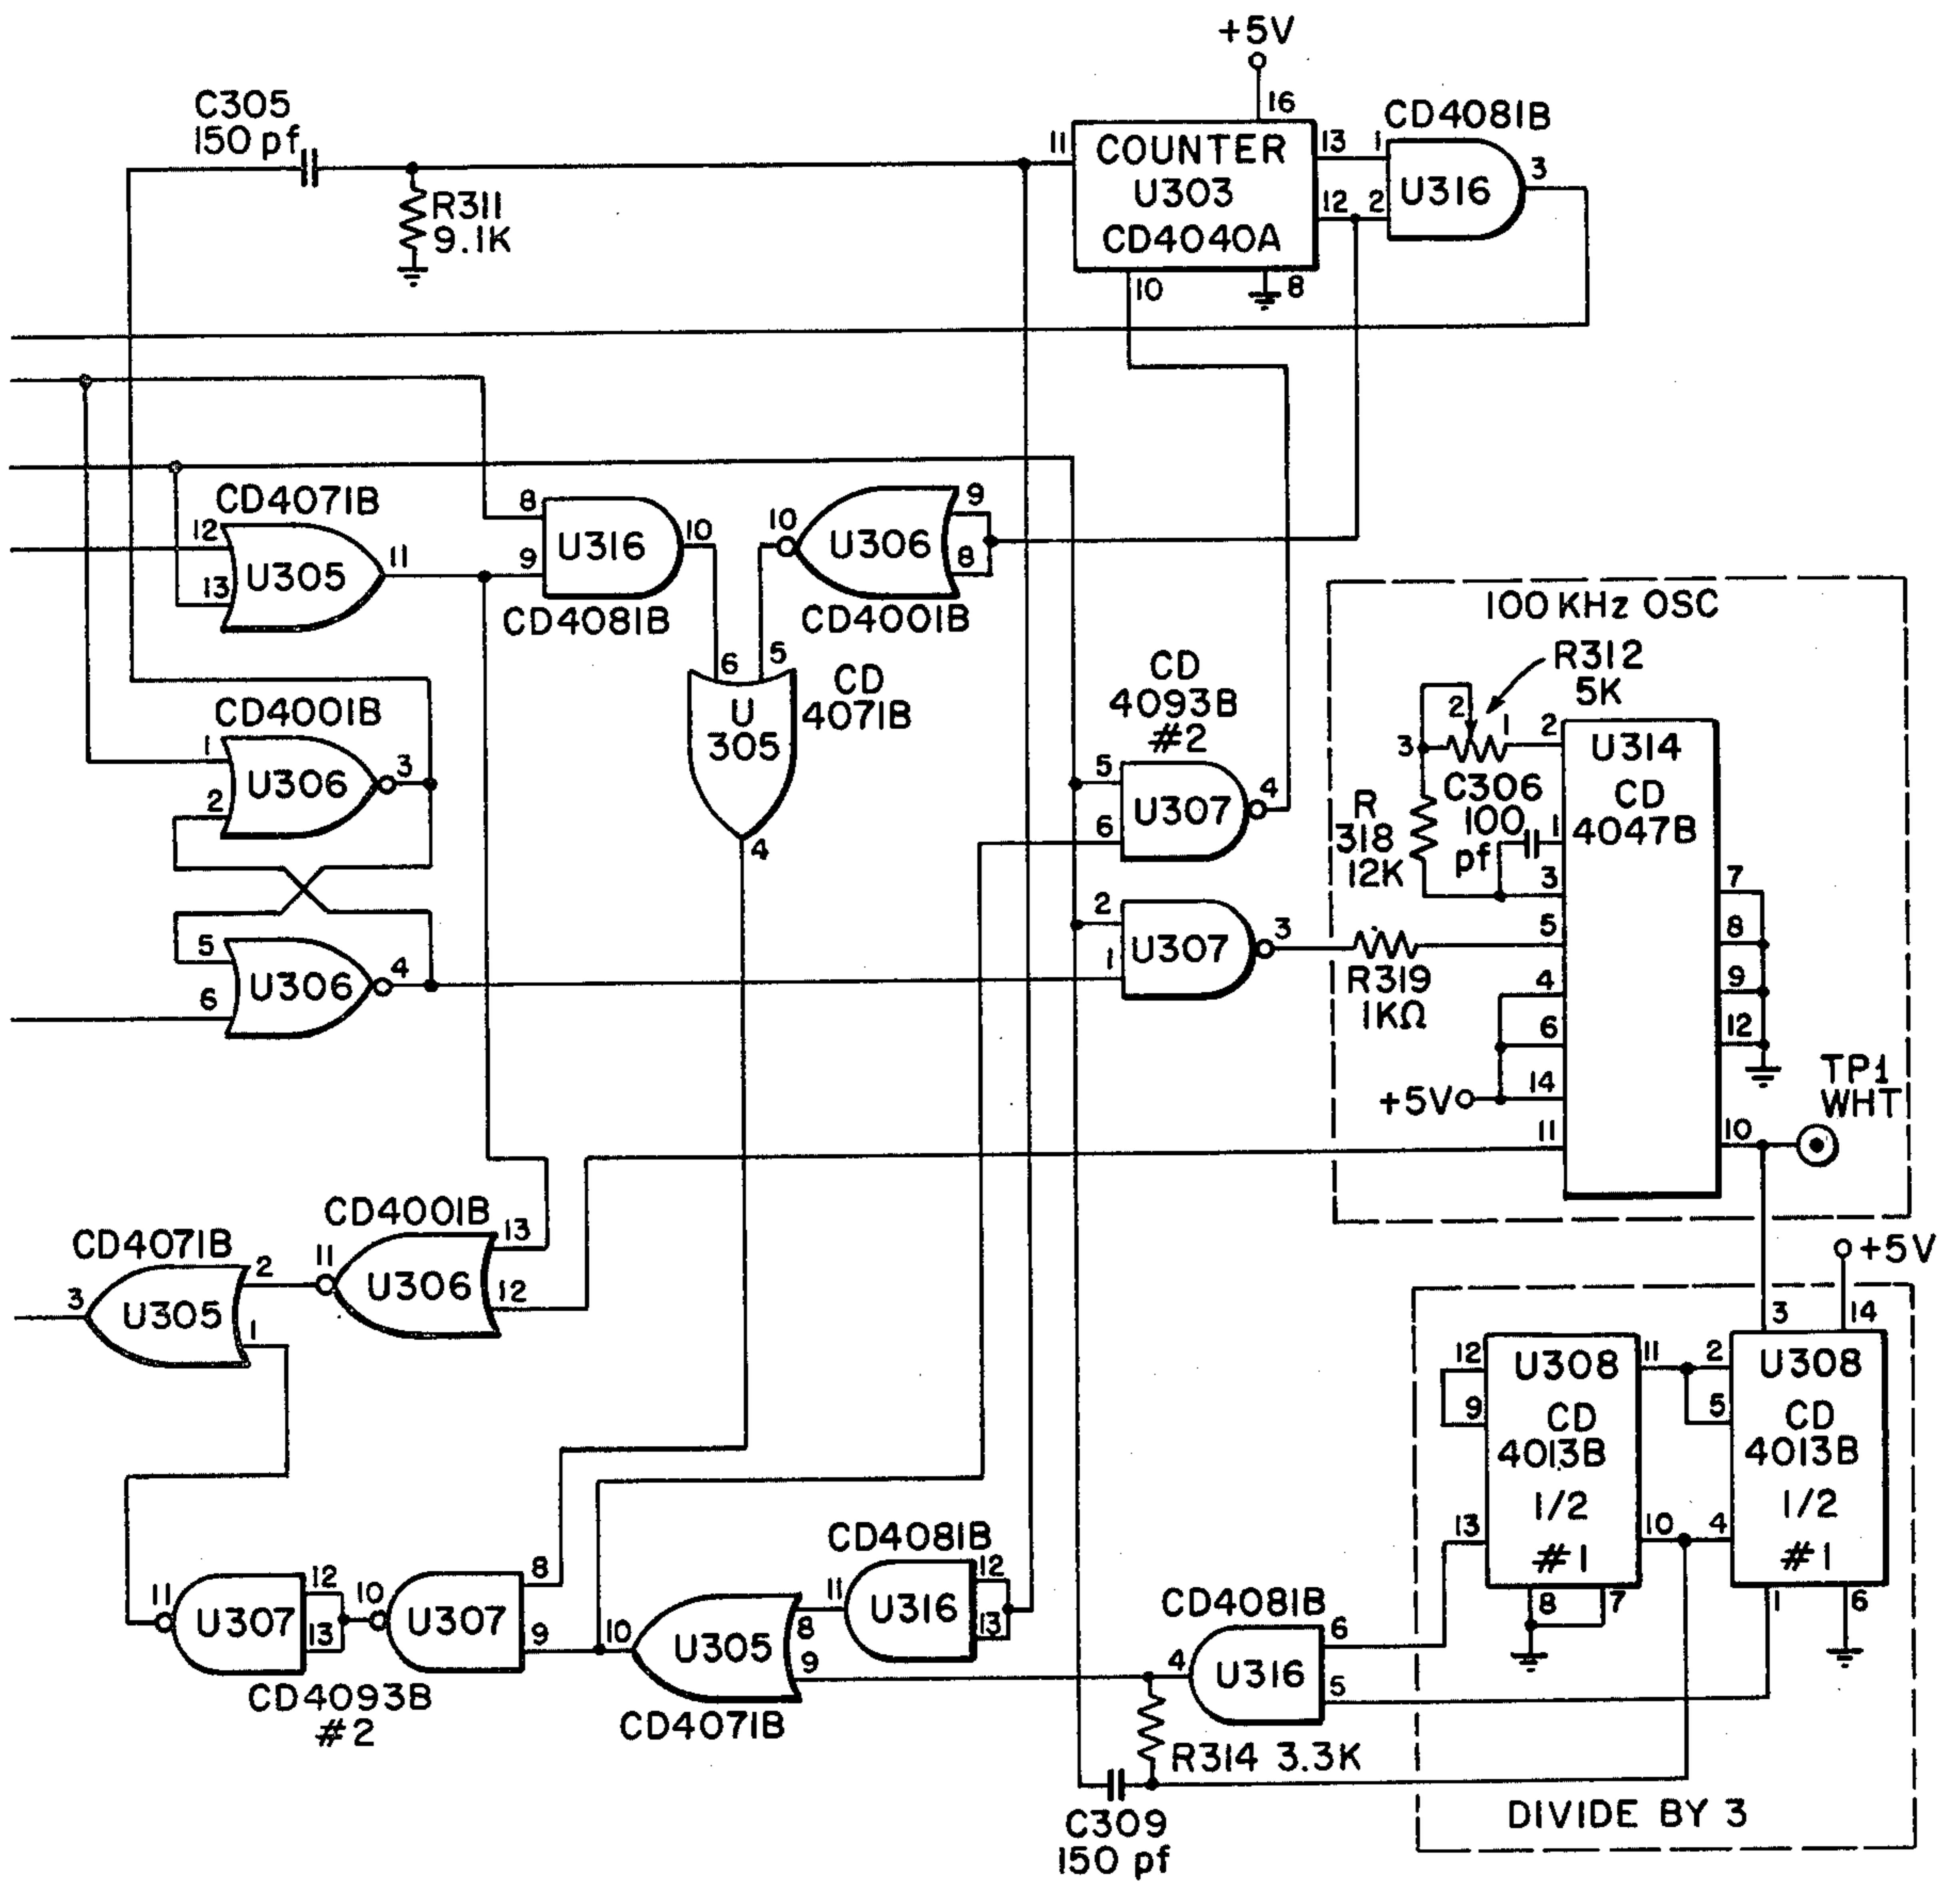 +5V
16
C305
150 pf
R311
9.1K
11
COUNTER
U303
CD4040A
13
12
10
8
CD4081B
1
2
U316
3
CD4071B
12
13
U305
11
8
9
U316
10
CD4081B
10
U306
9
8
CD4001B
6
5
U
305
CD
4071B
4
CD4001B
1
2
U306
3
5
6
U306
4
CD
4093B
#2
5
6
U307
4
2
1
U307
3
100 KHz OSC
R312
5K
2
1
3
C306
100
pf
R
318
12K
R319
1KΩ
2
1
3
5
4
6
14
11
+5V
U314
CD
4047B
7
8
9
12
10
TP1
WHT
CD4001B
11
U306
13
12
CD4071B
3
U305
2
1
11
U307
12
13
10
U307
8
9
CD4093B
#2
10
U305
8
9
CD4071B
CD4081B
11
U316
12
13
CD4081B
4
U316
6
5
R314 3.3K
C309
150 pf
+5V
3
14
12
9
13
U308
CD
4013B
1/2
#1
11
10
8
7
2
5
4
U308
CD
4013B
1/2
#1
1
6
DIVIDE BY 3